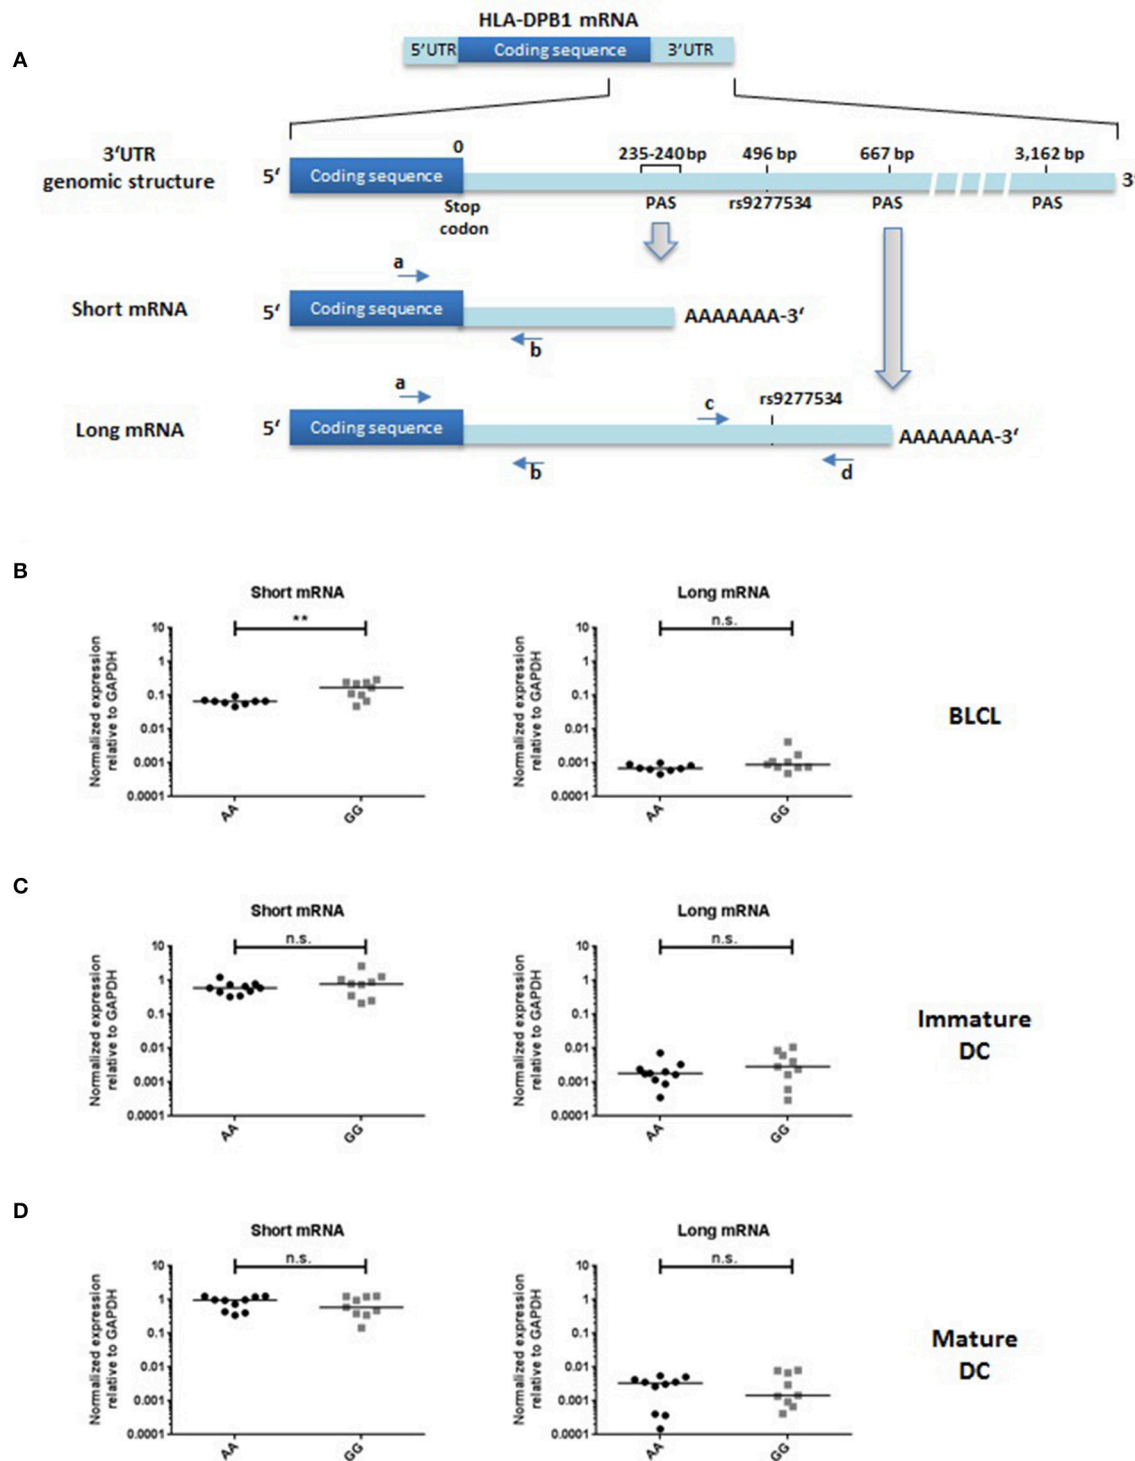 A
HLA-DPB1 mRNA
5'UTR Coding sequence 3'UTR
3'UTR
genomic structure
0 235-240 bp 496 bp 667 bp 3,162 bp
5' Coding sequence 3'
Stop
codon
PAS rs9277534 PAS PAS
a
Short mRNA 5' Coding sequence AAAAAAA-3'
b
a c rs9277534
Long mRNA 5' Coding sequence AAAAAAA-3'
b d
B
Short mRNA
**
Normalized expression
relative to GAPDH
10
1
0.1
0.01
0.001
0.0001
AA GG
Long mRNA
n.s.
Normalized expression
relative to GAPDH
10
1
0.1
0.01
0.001
0.0001
AA GG
BLCL
C
Short mRNA
n.s.
Normalized expression
relative to GAPDH
10
1
0.1
0.01
0.001
0.0001
AA GG
Long mRNA
n.s.
Normalized expression
relative to GAPDH
10
1
0.1
0.01
0.001
0.0001
AA GG
Immature
DC
D
Short mRNA
n.s.
Normalized expression
relative to GAPDH
10
1
0.1
0.01
0.001
0.0001
AA GG
Long mRNA
n.s.
Normalized expression
relative to GAPDH
10
1
0.1
0.01
0.001
0.0001
AA GG
Mature
DC